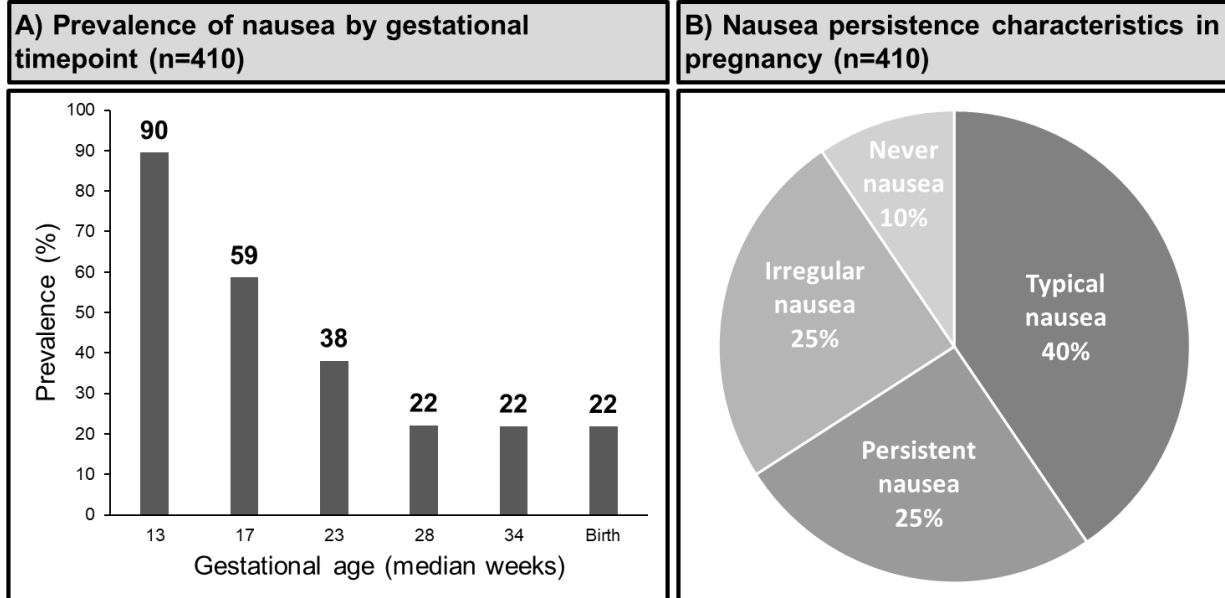 A) Prevalence of nausea by gestational
timepoint (n=410)
100
90
80
70
60
50
40
30
20
10
0
Prevalence (%)
90
59
38
22
22
22
13
17
23
28
34
Birth
Gestational age (median weeks)
B) Nausea persistence characteristics in
pregnancy (n=410)
Never
nausea
10%
Typical
nausea
40%
Irregular
nausea
25%
Persistent
nausea
25%